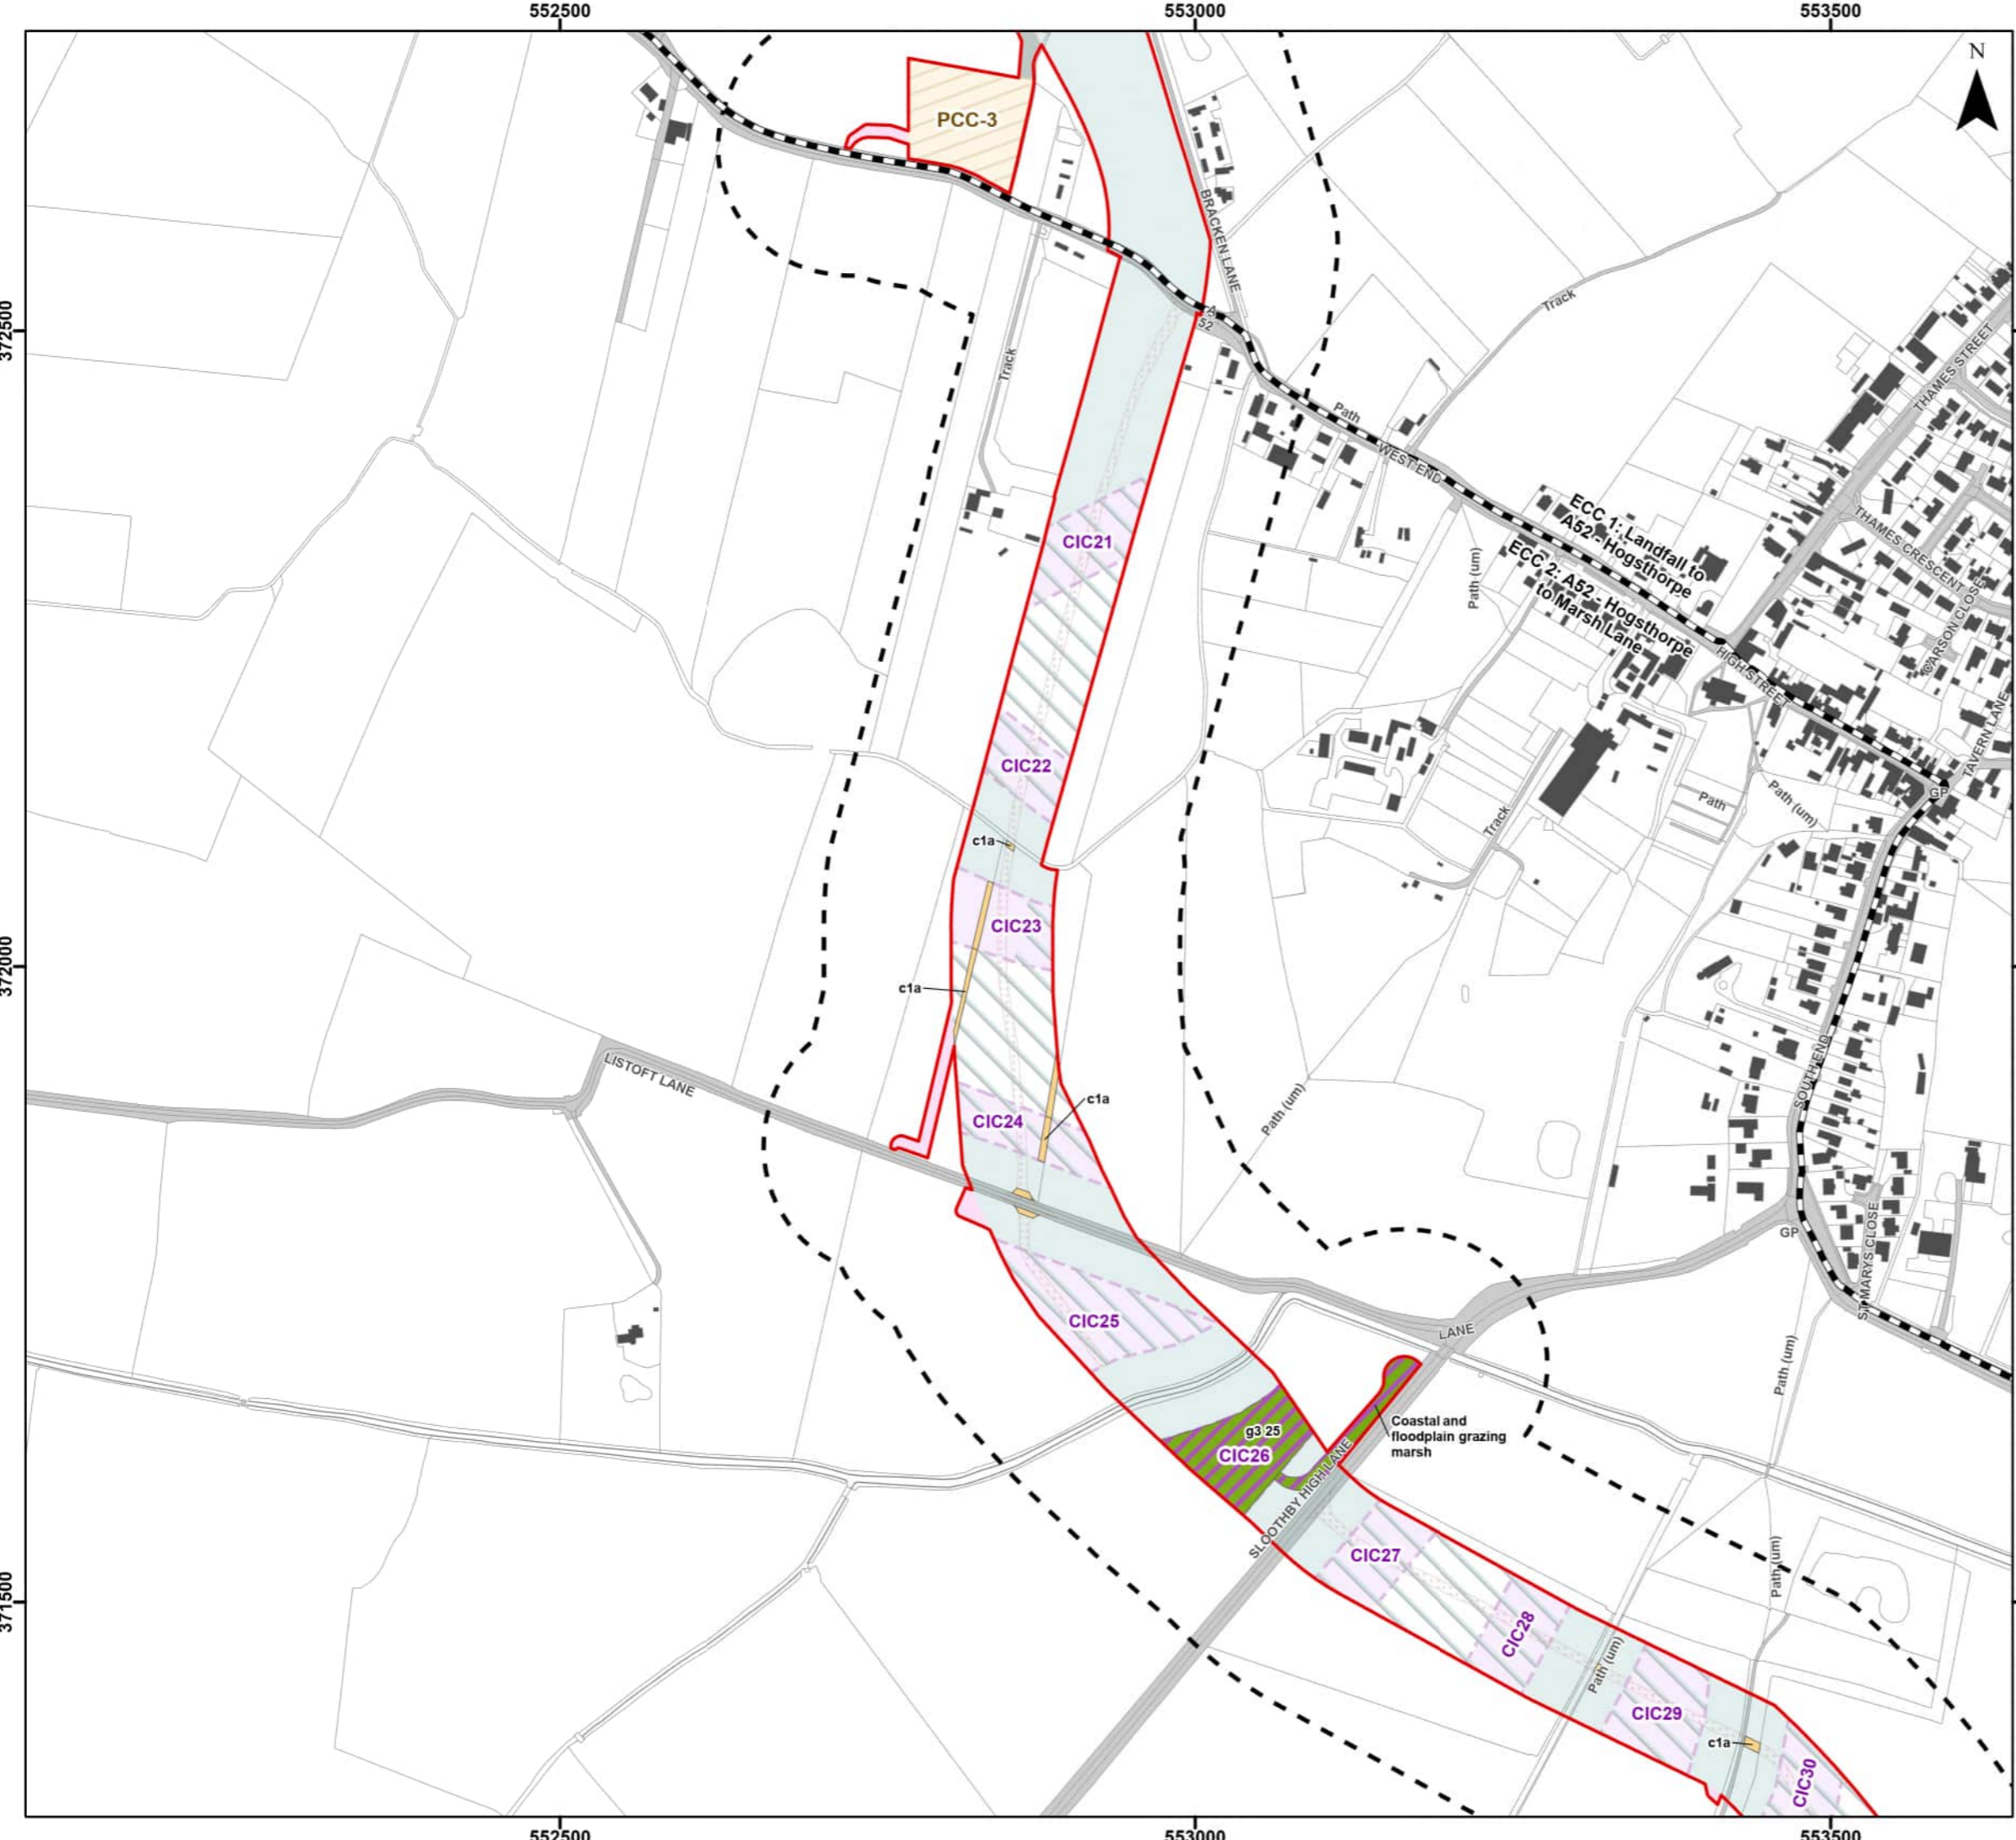 552500
553000
553500
N
PCC-3
BRACKEN LANE
372500
A
52
Track
Track
THAMES STREET
Path
WEST END
CIC21
ECC 1: Landfall to
A52 - Hogsthorpe
ECC 2: A52 - Hogsthorpe
to Marsh Lane
THAMES CRESCENT
Path (um)
CARSON CLOSE
HIGH STREET
TAVERN LANE
CIC22
GP
Path
Path (um)
Track
c1a
CIC23
372000
c1a
LISTOFT LANE
SOUTH END
c1a
Path (um)
CIC24
ST MARY'S CLOSE
GP
CIC25
LANE
Path (um)
Coastal and
floodplain grazing
marsh
g3 25
CIC26
SLOOTHBY HIGH LANE
CIC27
Path (um)
371500
CIC28
Path (um)
CIC29
c1a
CIC30
552500
553000
553500